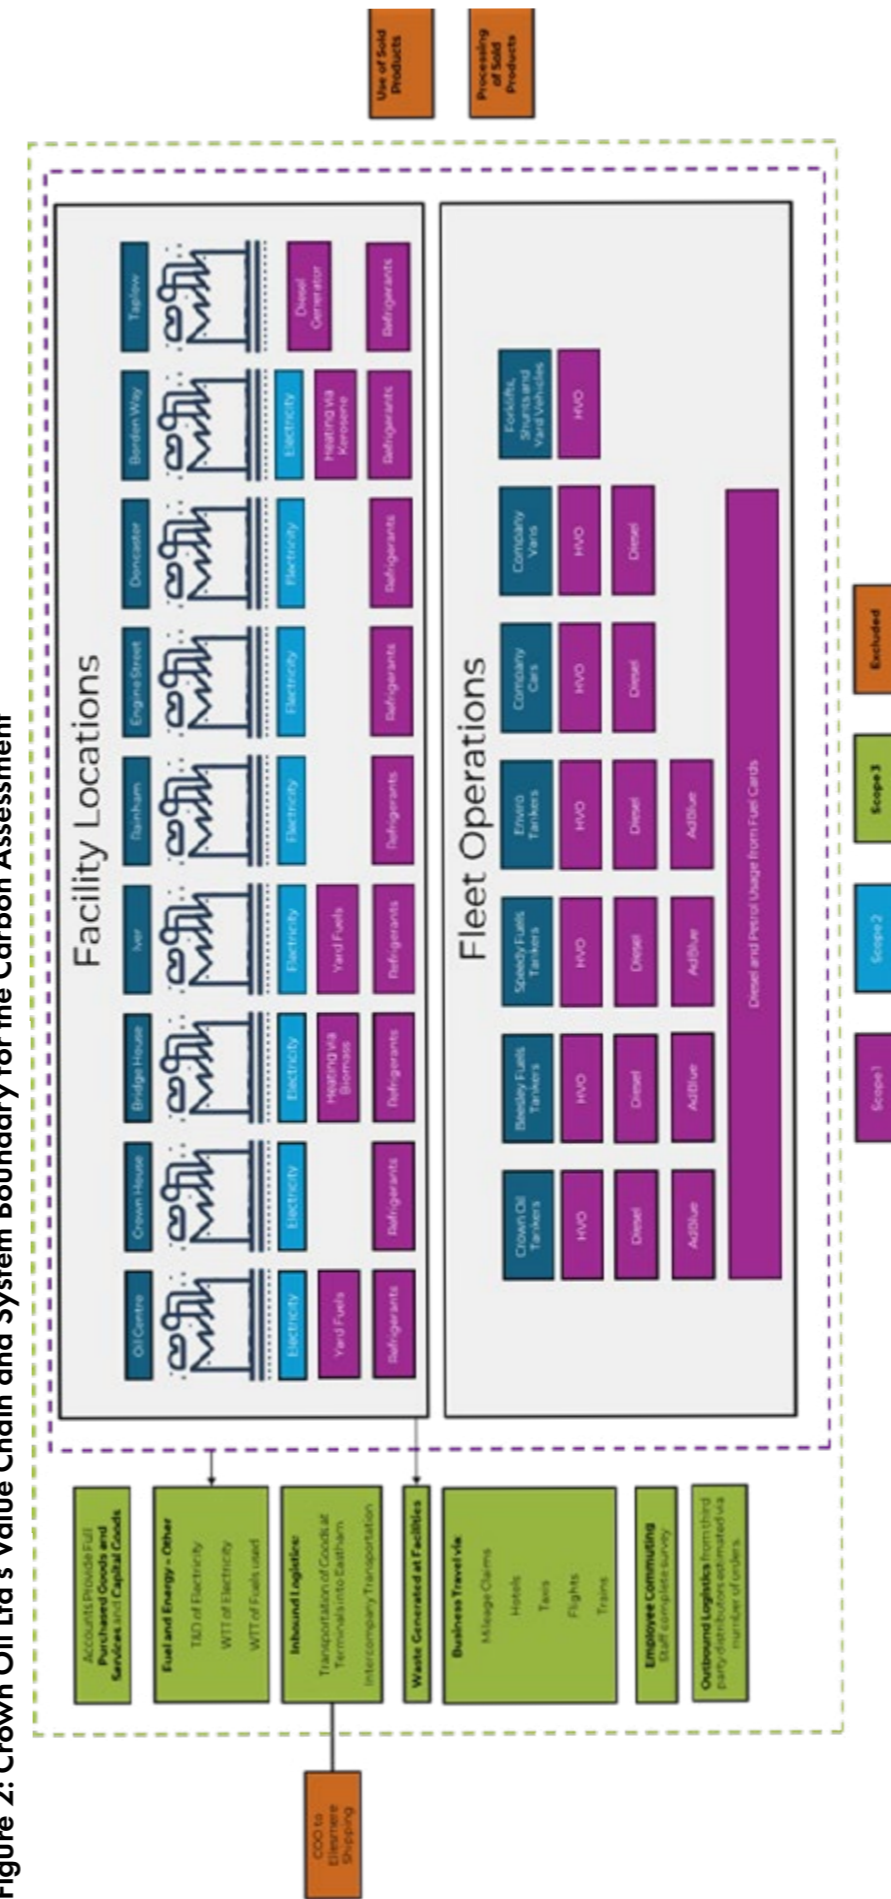 Figure 2: Crown Oil Ltd's Value Chain and System Boundary for the Carbon Assessment
COO to
Ellesmere
Shipping
Accounts Provide Full
Purchased Goods and
Services and Capital Goods
Fuel and Energy - Other
T&D of Electricity
WTT of Electricity
WTT of Fuels used
Inbound Logistics:
Transportation of Goods at
Terminals into Eastham
Intercompany Transportation
Waste Generated at Facilities
Business Travel via:
Mileage Claims
Hotels
Taxis
Flights
Trains
Employee Commuting
Staff complete survey
Outbound Logistics from third
party distributors estimated via
number of orders.
Facility Locations
Oil Centre
Crown House
Bridge House
Iver
Rainham
Engine Street
Doncaster
Borden Way
Taplow
Electricity
Electricity
Electricity
Electricity
Electricity
Electricity
Electricity
Electricity
Diesel
Generator
Yard Fuels
Heating via
Biomass
Yard Fuels
Heating via
Kerosene
Refrigerants
Refrigerants
Refrigerants
Refrigerants
Refrigerants
Refrigerants
Refrigerants
Refrigerants
Refrigerants
Fleet Operations
Crown Oil
Tankers
Beesley Fuels
Tankers
Speedy Fuels
Tankers
Enviro
Tankers
Company
Cars
Company
Vans
Forklifts,
Shunts and
Yard Vehicles
HVO
HVO
HVO
HVO
HVO
HVO
HVO
Diesel
Diesel
Diesel
Diesel
Diesel
Diesel
AdBlue
AdBlue
AdBlue
AdBlue
Diesel and Petrol Usage from Fuel Cards
Use of Sold
Products
Processing
of Sold
Products
Scope 1
Scope 2
Scope 3
Excluded